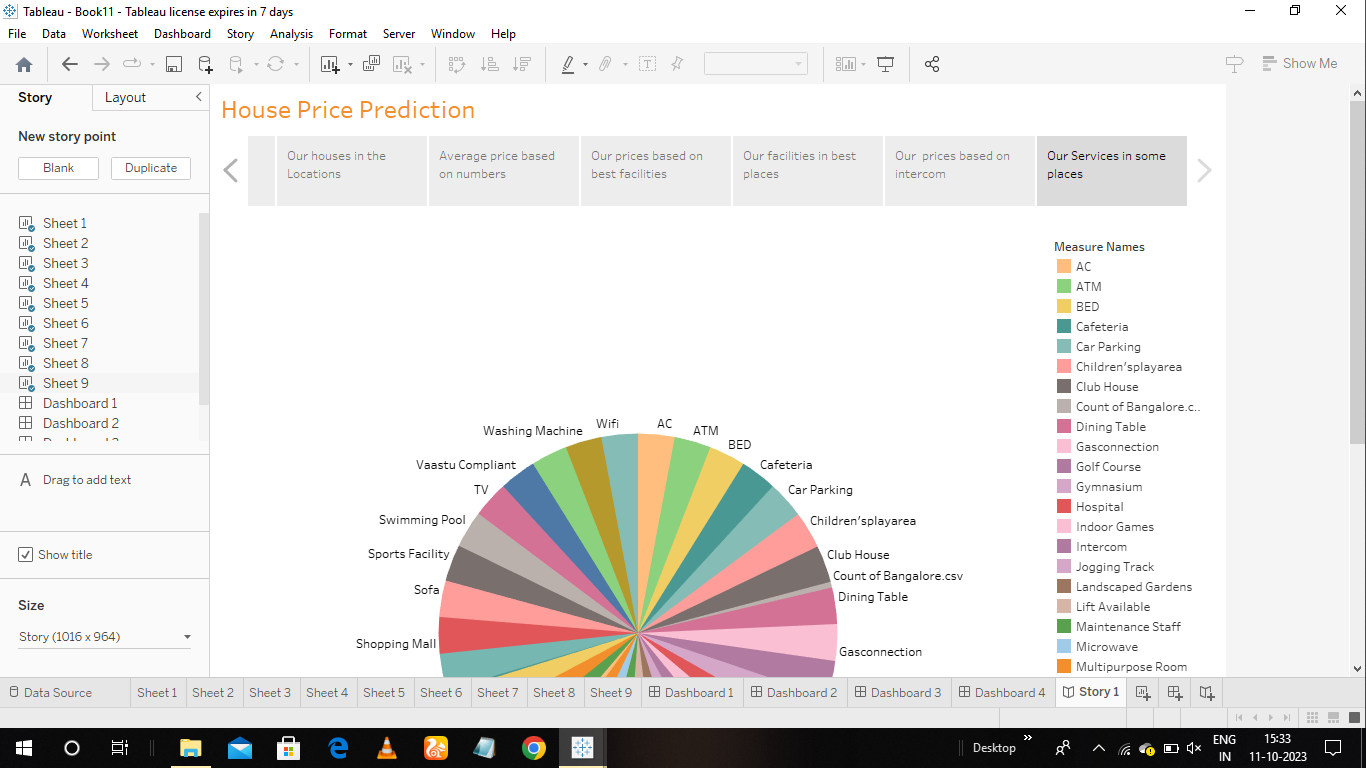 Tableau - Book11 - Tableau license expires in 7 days
File Data Worksheet Dashboard Story Analysis Format Server Window Help
Show Me
Story Layout
New story point
Blank Duplicate
Sheet 1
Sheet 2
Sheet 3
Sheet 4
Sheet 5
Sheet 6
Sheet 7
Sheet 8
Sheet 9
Dashboard 1
Dashboard 2
A Drag to add text
Show title
Size
Story (1016 x 964)
House Price Prediction
Our houses in the
Locations
Average price based
on numbers
Our prices based on
best facilities
Our facilities in best
places
Our prices based on
intercom
Our Services in some
places
Wifi
AC
Washing Machine
ATM
BED
Vaastu Compliant
Cafeteria
TV
Car Parking
Swimming Pool
Children'splayarea
Sports Facility
Club House
Count of Bangalore.csv
Sofa
Dining Table
Shopping Mall
Gasconnection
Measure Names
AC
ATM
BED
Cafeteria
Car Parking
Children'splayarea
Club House
Count of Bangalore.c..
Dining Table
Gasconnection
Golf Course
Gymnasium
Hospital
Indoor Games
Intercom
Jogging Track
Landscaped Gardens
Lift Available
Maintenance Staff
Microwave
Multipurpose Room
Data Source Sheet 1 Sheet 2 Sheet 3 Sheet 4 Sheet 5 Sheet 6 Sheet 7 Sheet 8 Sheet 9 Dashboard 1 Dashboard 2 Dashboard 3 Dashboard 4 Story 1
Desktop
ENG
IN
15:33
11-10-2023